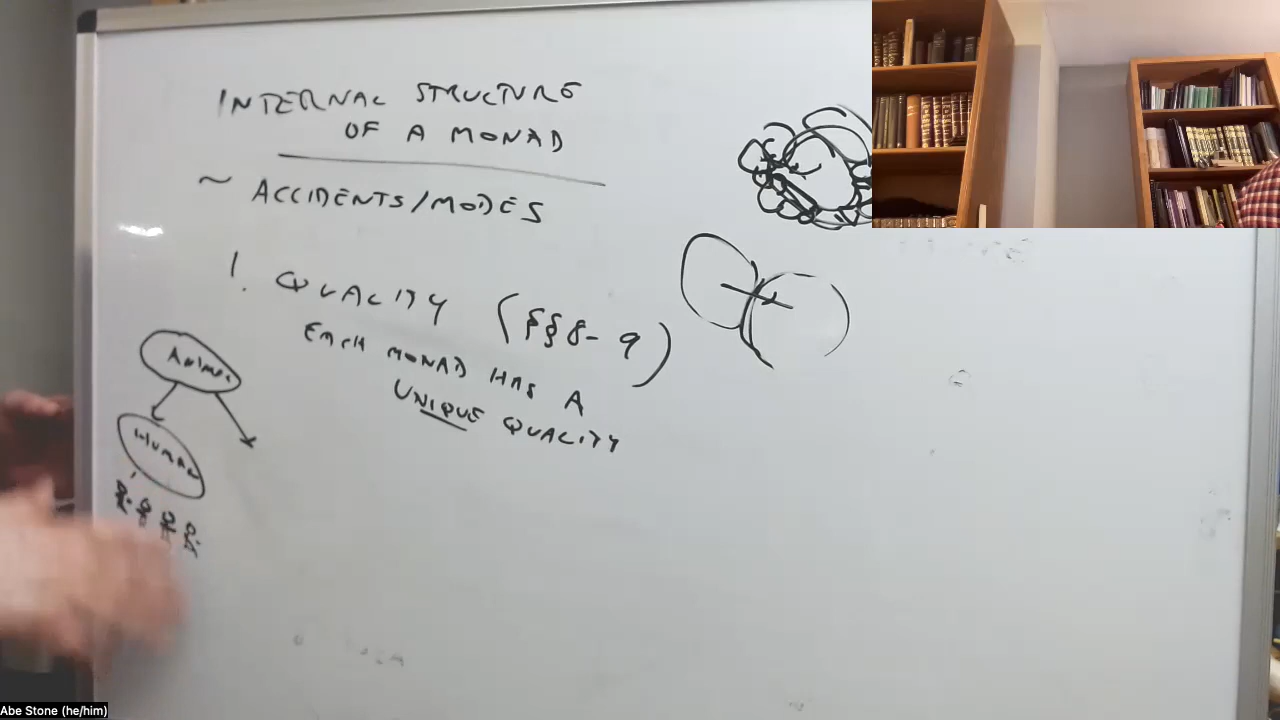 INTERNAL STRUCTURE
OF A MONAD
~ ACCIDENTS/MODES
1. QUALITY (§§8-9)
EACH MONAD HAS A
UNIQUE QUALITY
ANIMAL
HUMAN
Abe Stone (he/him)